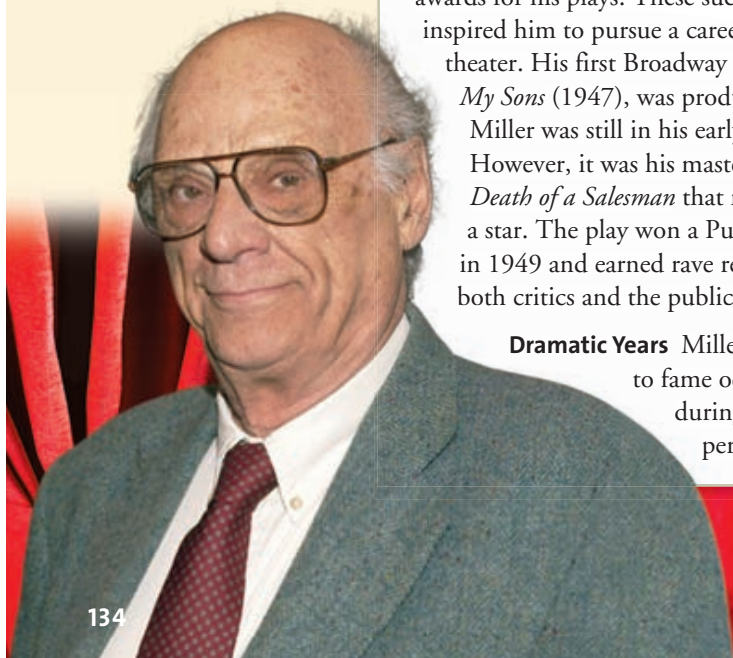 awards for his plays. These suc
inspired him to pursue a caree
theater. His first Broadway
My Sons (1947), was produ
Miller was still in his earl
However, it was his maste
Death of a Salesman that
a star. The play won a Pu
in 1949 and earned rave re
both critics and the public
Dramatic Years Mille
to fame o
durin
per
134